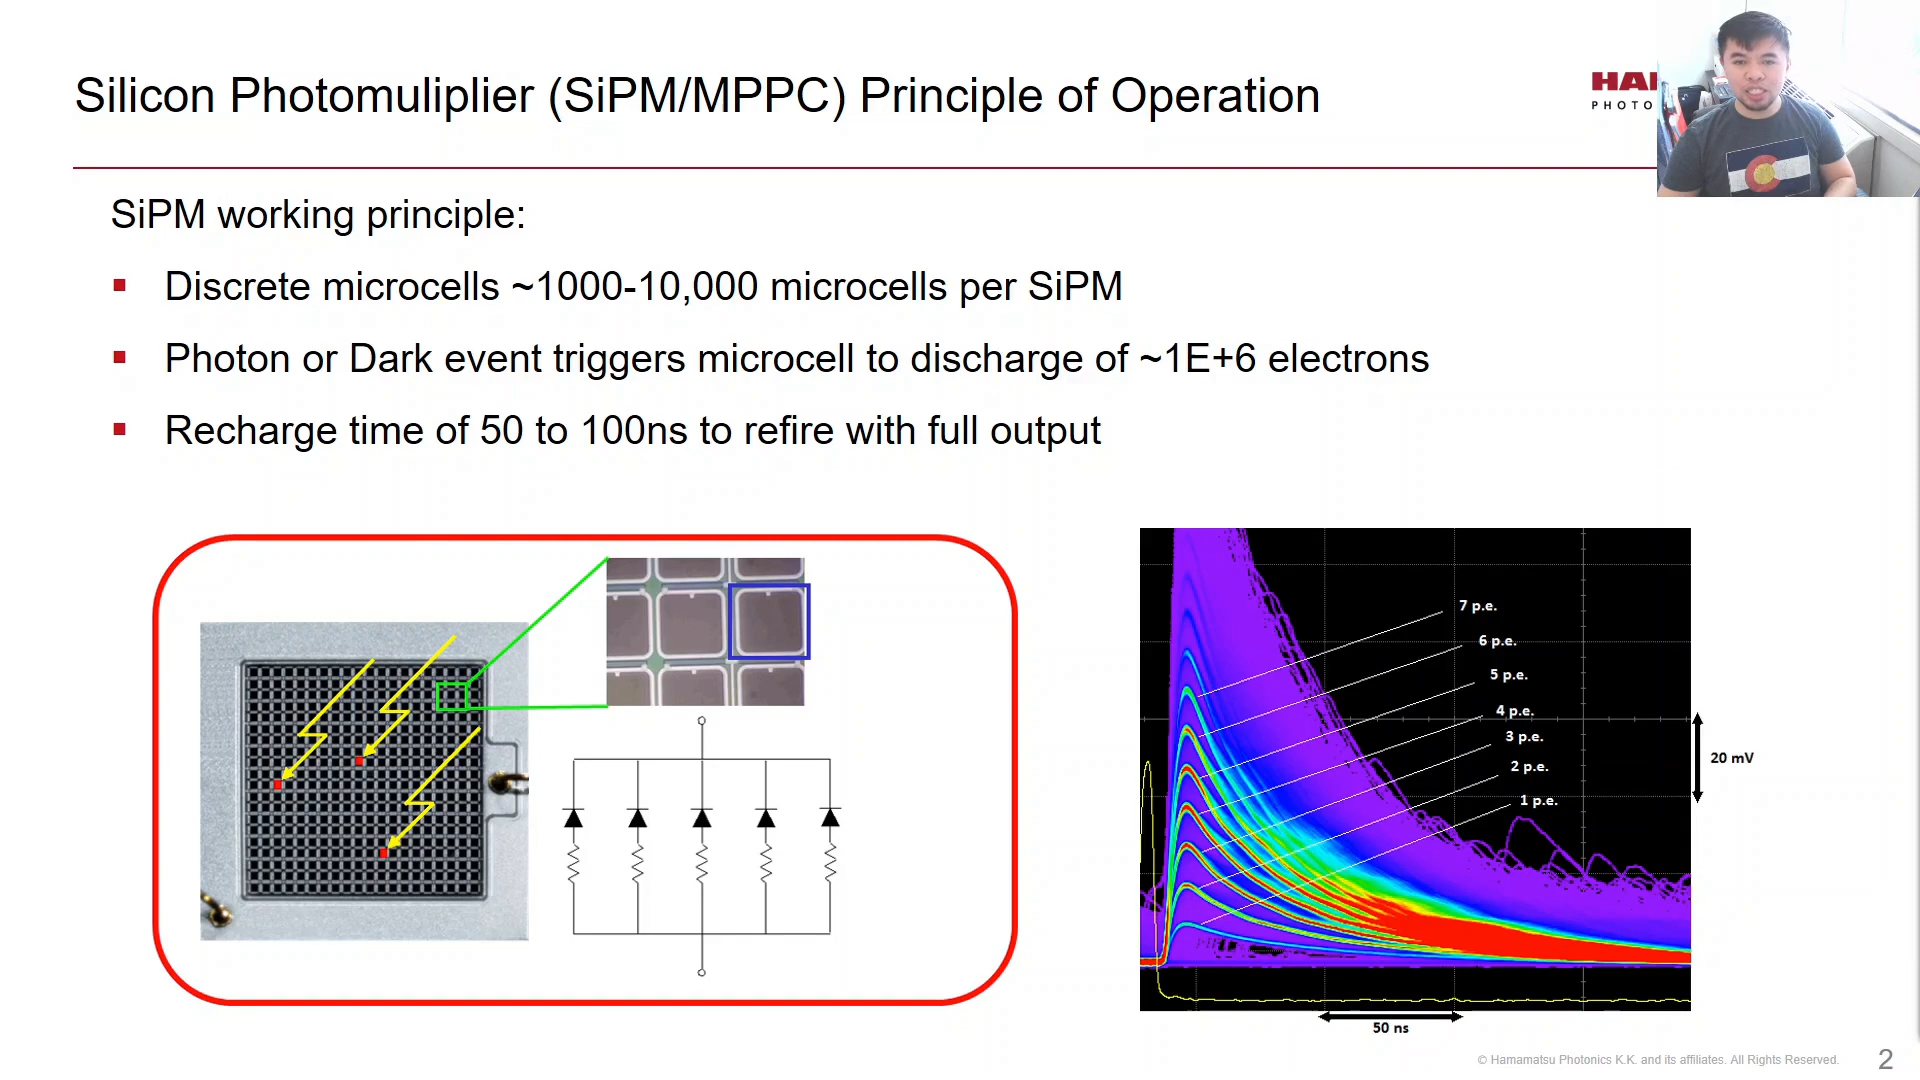 Silicon Photomuliplier (SiPM/MPPC) Principle of Operation
HA
PHOTO
SiPM working principle:
Discrete microcells ~1000-10,000 microcells per SiPM
Photon or Dark event triggers microcell to discharge of ~1E+6 electrons
Recharge time of 50 to 100ns to refire with full output
7 p.e.
6 p.e.
5 p.e.
4 p.e.
3 p.e.
2 p.e.
1 p.e.
20 mV
50 ns
© Hamamatsu Photonics K.K. and its affiliates. All Rights Reserved.
2